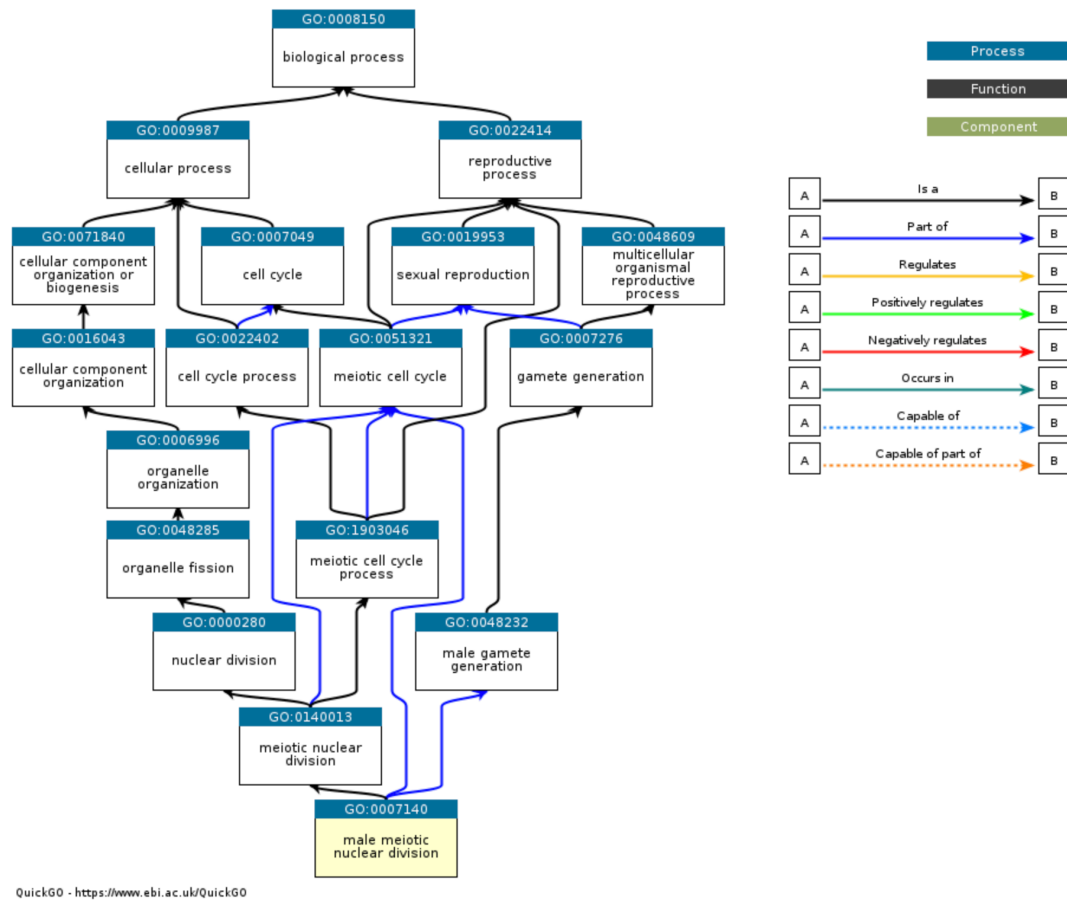 GO:0008150
biological process
Process
Function
Component
GO:0009987
cellular process
GO:0022414
reproductive
process
A
Is a
B
A
Part of
B
A
Regulates
B
A
Positively regulates
B
A
Negatively regulates
B
A
Occurs in
B
A
Capable of
B
A
Capable of part of
B
GO:0071840
cellular component
organization or
biogenesis
GO:0007049
cell cycle
GO:0019953
sexual reproduction
GO:0048609
multicellular
organismal
reproductive
process
GO:0016043
cellular component
organization
GO:0022402
cell cycle process
GO:0051321
meiotic cell cycle
GO:0007276
gamete generation
GO:0006996
organelle
organization
GO:0048285
organelle fission
GO:1903046
meiotic cell cycle
process
GO:0000280
nuclear division
GO:0048232
male gamete
generation
GO:0140013
meiotic nuclear
division
GO:0007140
male meiotic
nuclear division
QuickGO - https://www.ebi.ac.uk/QuickGO